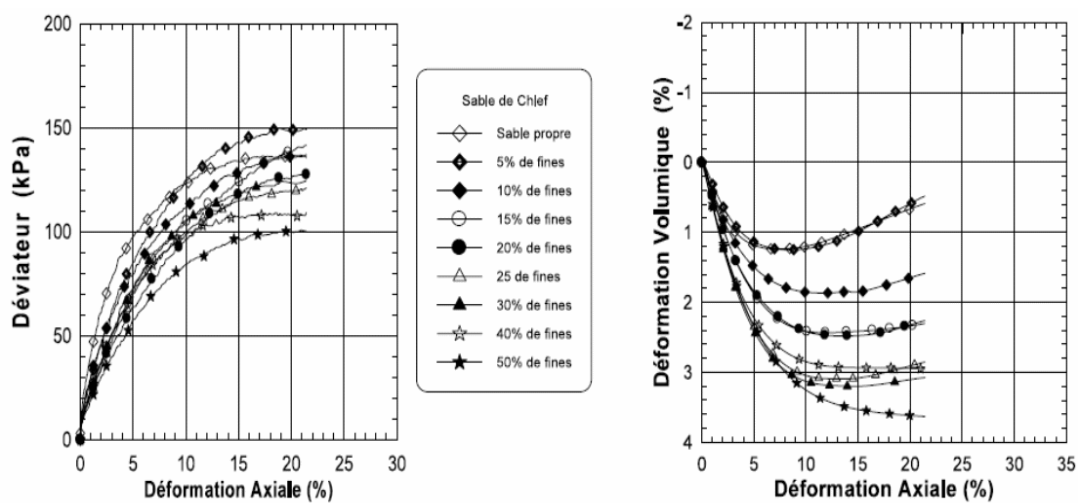 200
150
100
50
0
Déviateur (kPa)
0 5 10 15 20 25 30
Déformation Axiale (%)
Sable de Chlef
Sable propre
5% de fines
10% de fines
15% de fines
20% de fines
25 de fines
30% de fines
40% de fines
50% de fines
-2
-1
0
1
2
3
4
Déformation Volumique (%)
0 5 10 15 20 25 30 35
Déformation Axiale (%)